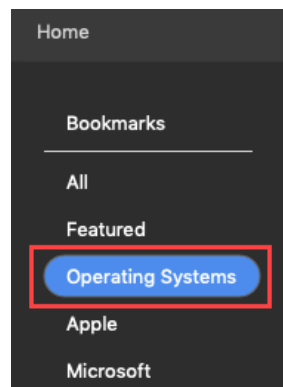 Home
Bookmarks
All
Featured
Operating Systems
Apple
Microsoft